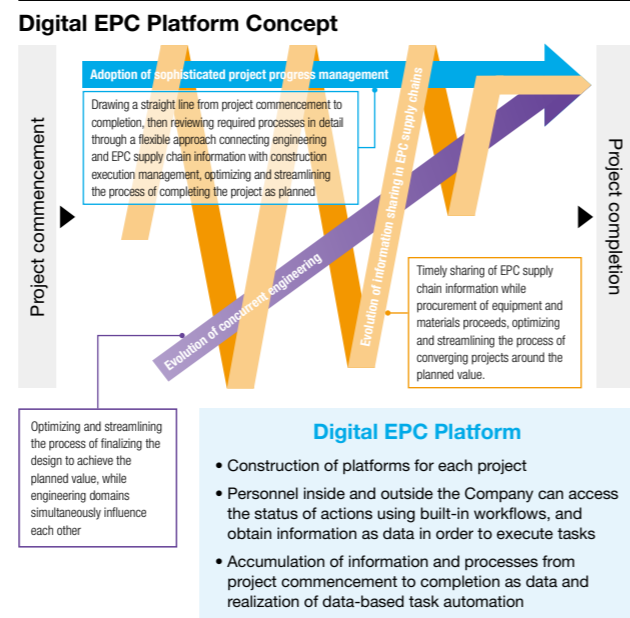 Digital EPC Platform Concept
Project commencement
Adoption of sophisticated project progress management
Drawing a straight line from project commencement to
completion, then reviewing required processes in detail
through a flexible approach connecting engineering
and EPC supply chain information with construction
execution management, optimizing and streamlining
the process of completing the project as planned
Evolution of concurrent engineering
Evolution of information sharing in EPC supply chains
Project completion
Timely sharing of EPC supply
chain information while
procurement of equipment and
materials proceeds, optimizing
and streamlining the process of
converging projects around the
planned value.
Optimizing and streamlining
the process of finalizing the
design to achieve the
planned value, while
engineering domains
simultaneously influence
each other
Digital EPC Platform
• Construction of platforms for each project
• Personnel inside and outside the Company can access
the status of actions using built-in workflows, and
obtain information as data in order to execute tasks
• Accumulation of information and processes from
project commencement to completion as data and
realization of data-based task automation